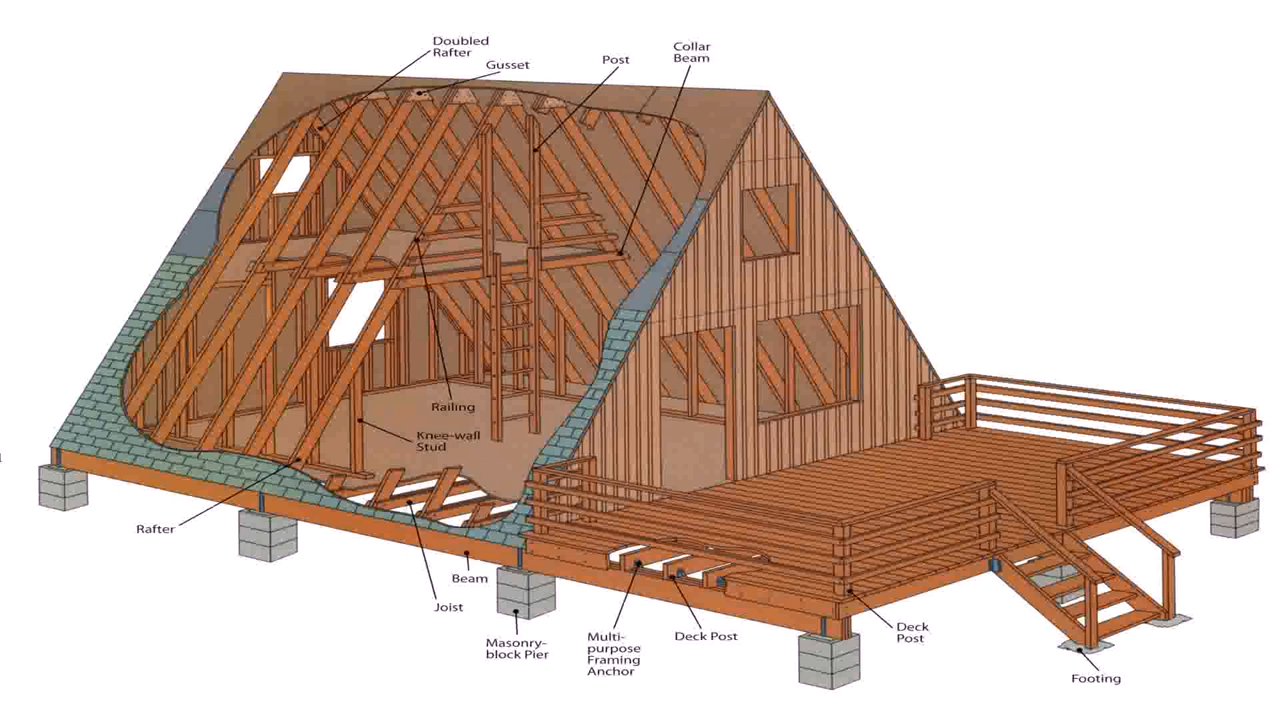 Doubled
Rafter
Gusset
Post
Collar
Beam
Railing
Knee-wall
Stud
Rafter
Beam
Joist
Masonry-
block Pier
Multi-
purpose
Framing
Anchor
Deck Post
Deck
Post
Footing